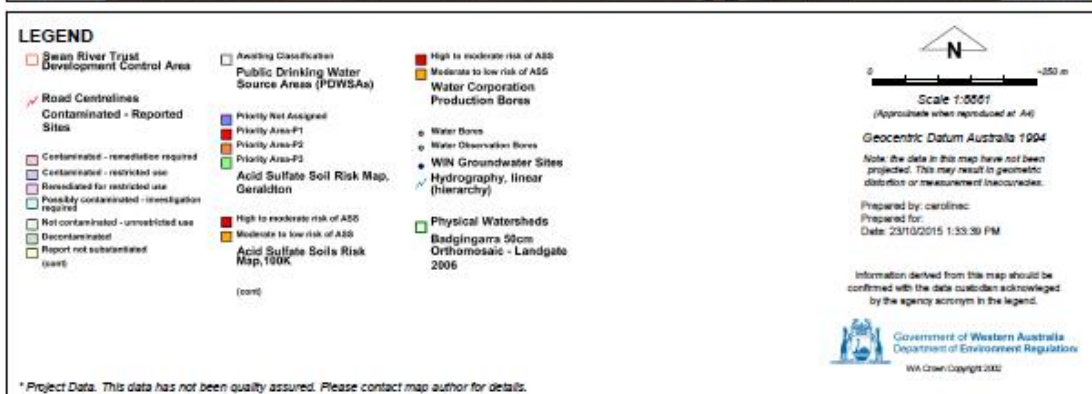 LEGEND
Swan River Trust
Development Control Area
Road Centrelines
Contaminated - Reported
Sites
Contaminated - remediation required
Contaminated - restricted use
Remediated for restricted use
Possibly contaminated - investigation
required
Not contaminated - unrestricted use
Decontaminated
Report not substantiated
(cont)
Awaiting Classification
Public Drinking Water
Source Areas (PDWSAs)
Priority Not Assigned
Priority Area-P1
Priority Area-P2
Priority Area-P3
Acid Sulfate Soil Risk Map,
Geraldton
High to moderate risk of ASS
Moderate to low risk of ASS
Acid Sulfate Soils Risk
Map,100K
(cont)
High to moderate risk of ASS
Moderate to low risk of ASS
Water Corporation
Production Bores
Water Bores
Water Observation Bores
WIN Groundwater Sites
Hydrography, linear
(hierarchy)
Physical Watersheds
Badgingarra 50cm
Orthomosaic - Landgate
2006
N
0 ~250 m
Scale 1:8661
(Approximate when reproduced at A4)
Geocentric Datum Australia 1994
Note: the data in this map have not been
projected. This may result in geometric
distortion or measurement inaccuracies.
Prepared by: carolinec
Prepared for:
Date: 23/10/2015 1:33:39 PM
Information derived from this map should be
confirmed with the data custodian acknowleged
by the agency acronym in the legend.
Government of Western Australia
Department of Environment Regulation
WA Crown Copyright 2002
* Project Data. This data has not been quality assured. Please contact map author for details.